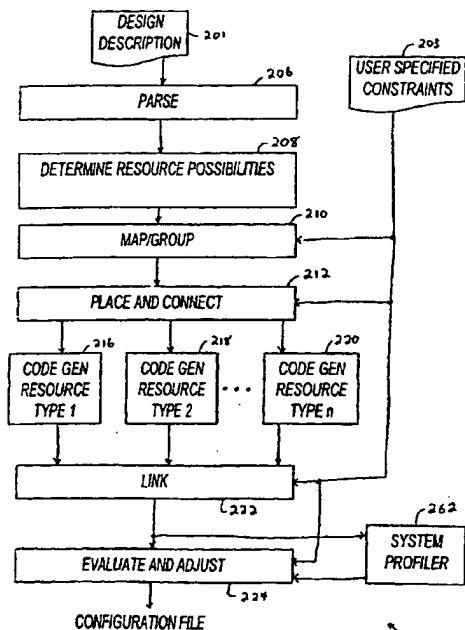 DESIGN
DESCRIPTION
201
203
USER SPECIFIED
CONSTRAINTS
206
PARSE
208
DETERMINE RESOURCE POSSIBILITIES
210
MAP/GROUP
212
PLACE AND CONNECT
216
CODE GEN
RESOURCE
TYPE 1
218
CODE GEN
RESOURCE
TYPE 2
...
220
CODE GEN
RESOURCE
TYPE n
LINK
222
262
SYSTEM
PROFILER
EVALUATE AND ADJUST
224
CONFIGURATION FILE